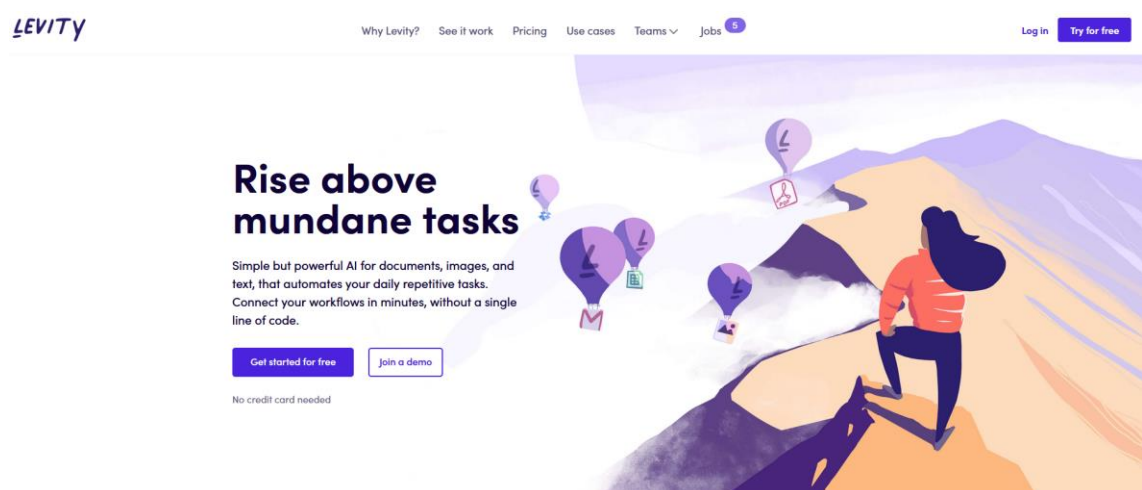 LEVITY
Why Levity? See it work Pricing Use cases Teams Jobs 5 Log in Try for free
Rise above
mundane tasks
Simple but powerful AI for documents, images, and
text, that automates your daily repetitive tasks.
Connect your workflows in minutes, without a single
line of code.
Get started for free Join a demo
No credit card needed
L
L
L
L
L
PDF
M